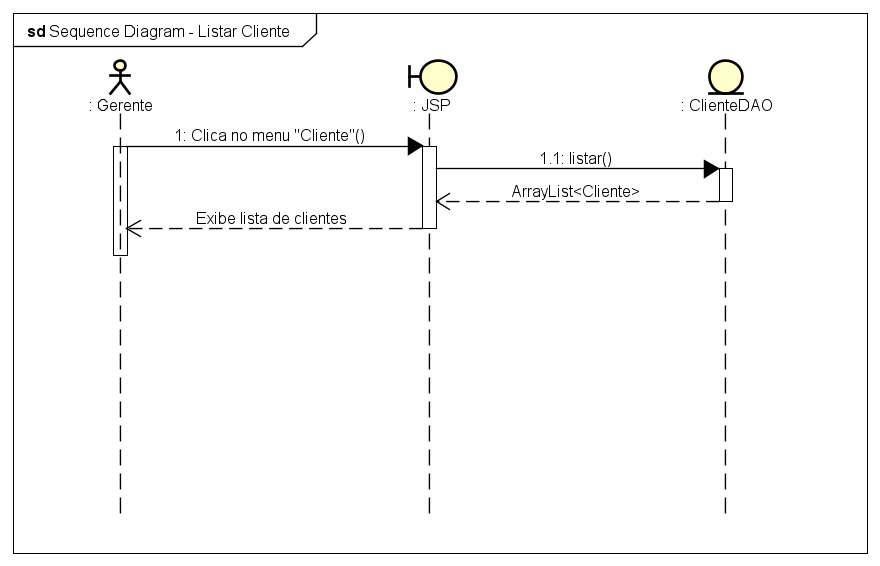 sd Sequence Diagram - Listar Cliente
: Gerente
: JSP
: ClienteDAO
1: Clica no menu "Cliente"()
1.1: listar()
ArrayList<Cliente>
Exibe lista de clientes